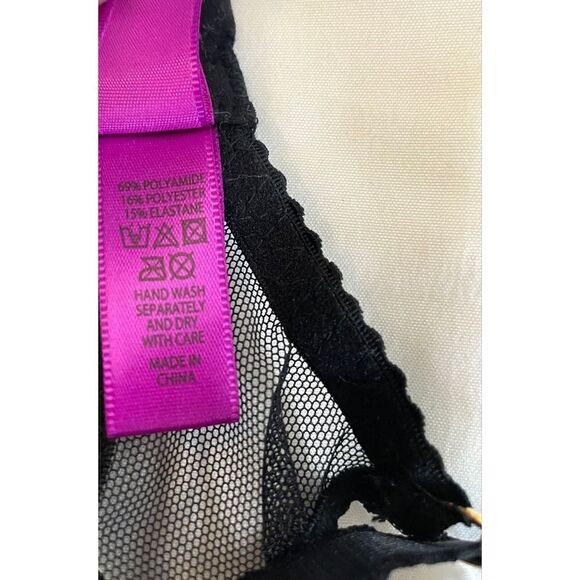 69% POLYAMIDE
16% POLYESTER
15% ELASTANE
HAND WASH
SEPARATELY
AND DRY
WITH CARE
MADE IN
CHINA